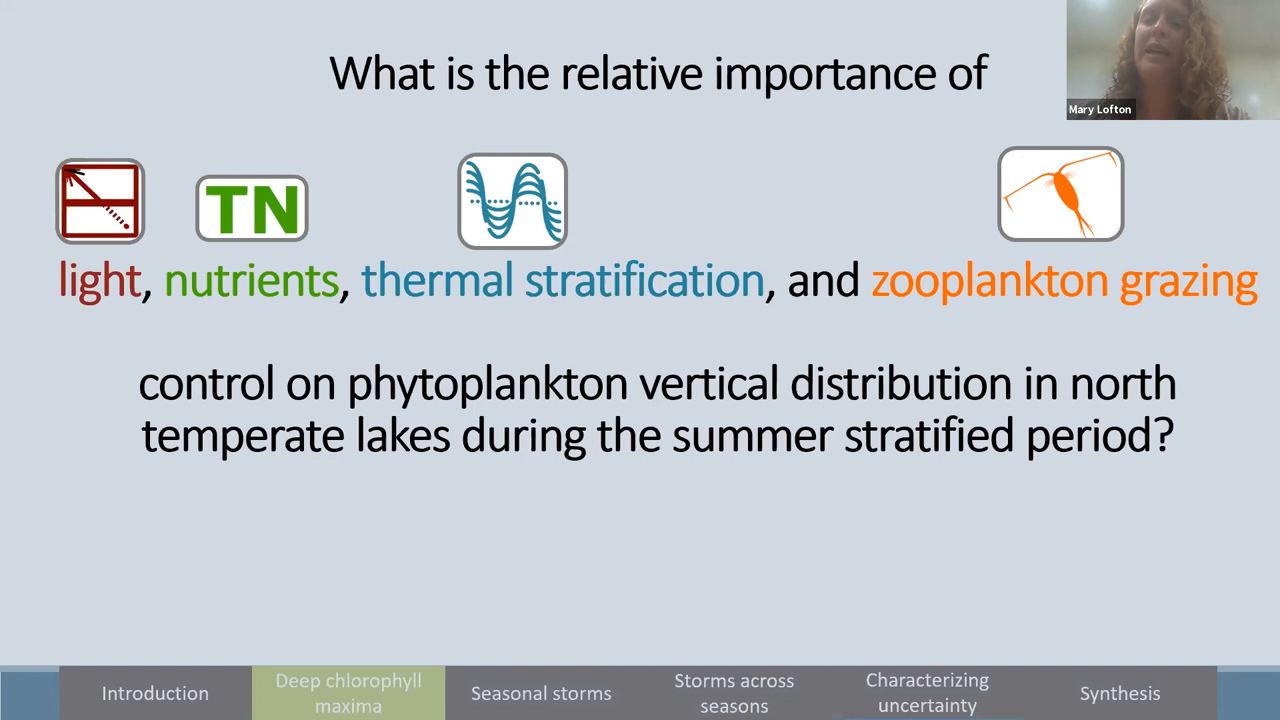 What is the relative importance of
Mary Lofton
TN
light, nutrients, thermal stratification, and zooplankton grazing
control on phytoplankton vertical distribution in north
temperate lakes during the summer stratified period?
Introduction
Deep chlorophyll
maxima
Seasonal storms
Storms across
seasons
Characterizing
uncertainty
Synthesis